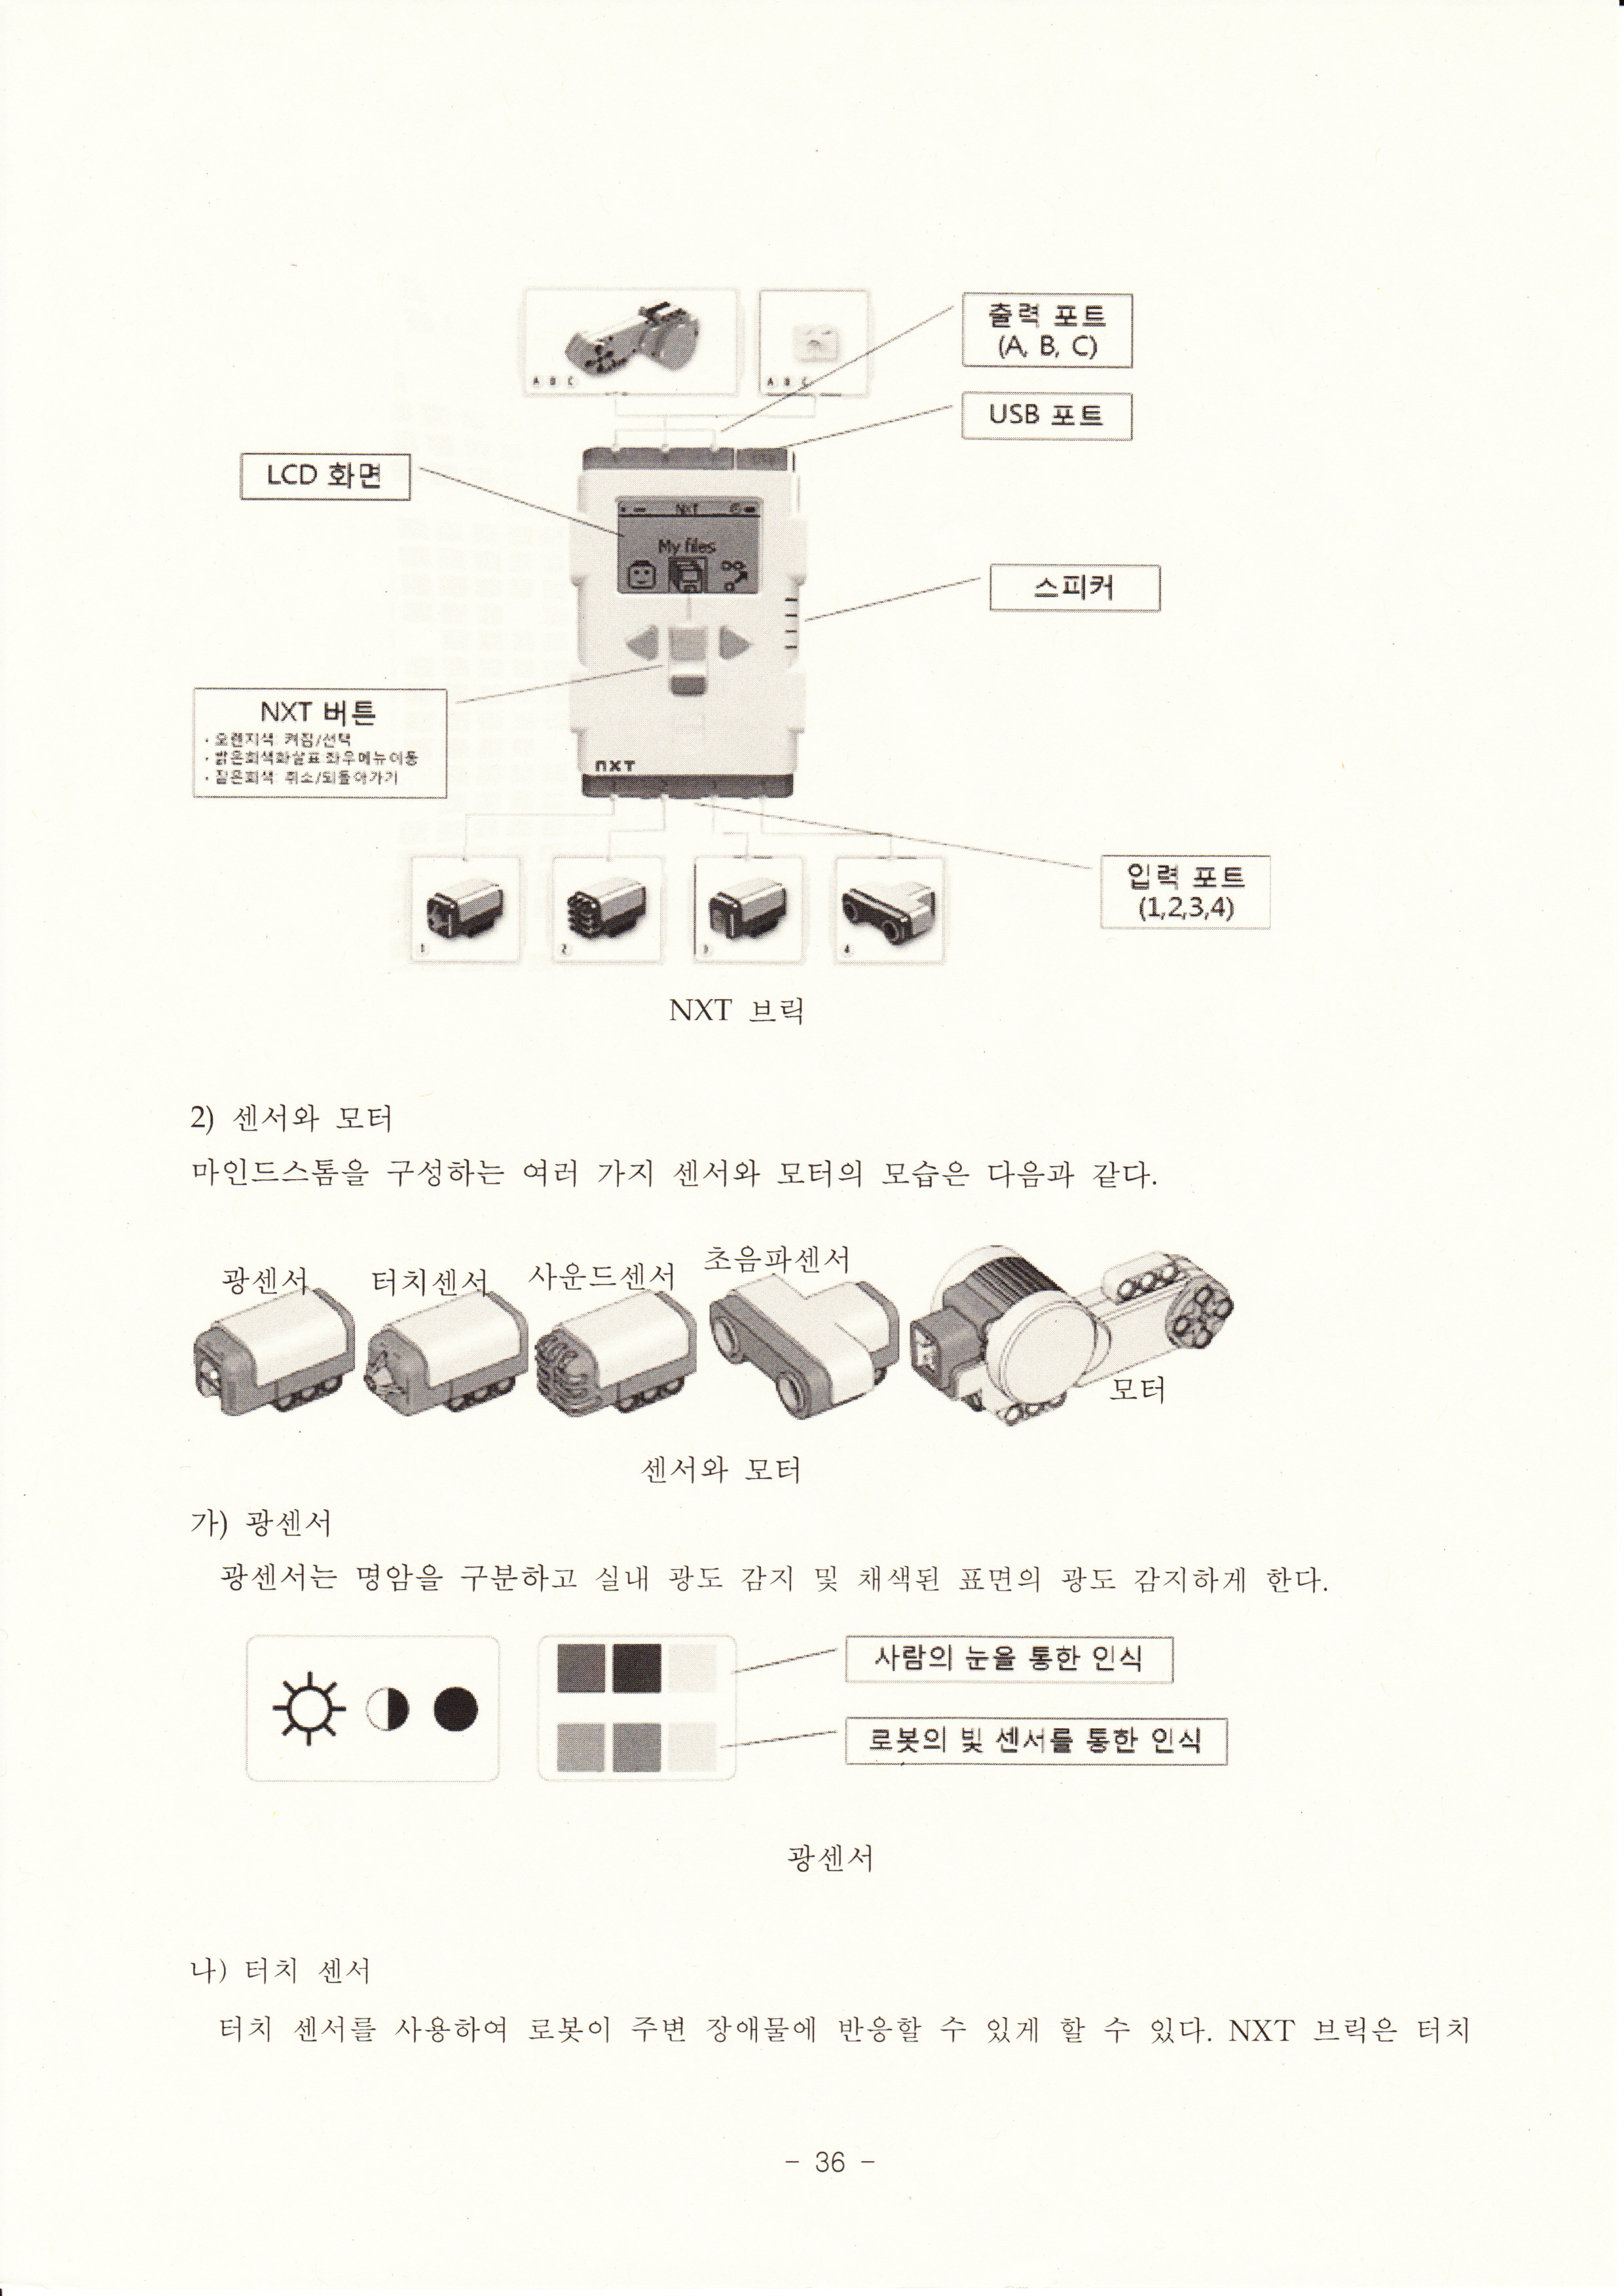 출력 포트
(A, B, C)
A B C
A B C
USB 포트
LCD 화면
NXT
My files
스피커
NXT 버튼
· 오렌지색: 켜짐/선택
· 밝은회색화살표 좌우메뉴이동
· 짙은회색: 취소/되돌아가기
nxt
입력 포트
(1,2,3,4)
1 2 3 4
NXT 브릭
2) 센서와 모터
마인드스톰을 구성하는 여러 가지 센서와 모터의 모습은 다음과 같다.
광센서 터치센서 사운드센서 초음파센서
모터
센서와 모터
가) 광센서
광센서는 명암을 구분하고 실내 광도 감지 및 채색된 표면의 광도 감지하게 한다.
사람의 눈을 통한 인식
로봇의 빛 센서를 통한 인식
광센서
나) 터치 센서
터치 센서를 사용하여 로봇이 주변 장애물에 반응할 수 있게 할 수 있다. NXT 브릭은 터치
- 36 -